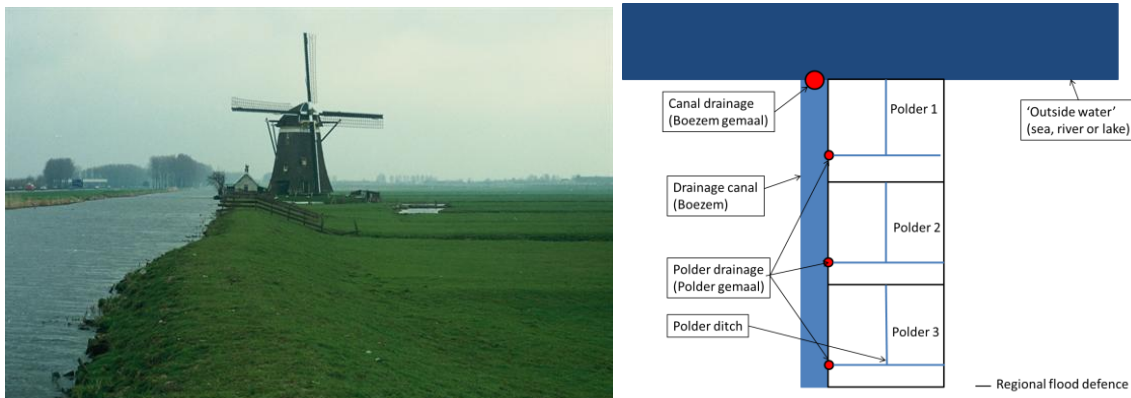 Canal drainage
(Boezem gemaal)
Polder 1
‘Outside water’
(sea, river or lake)
Drainage canal
(Boezem)
Polder 2
Polder drainage
(Polder gemaal)
Polder ditch
Polder 3
Regional flood defence